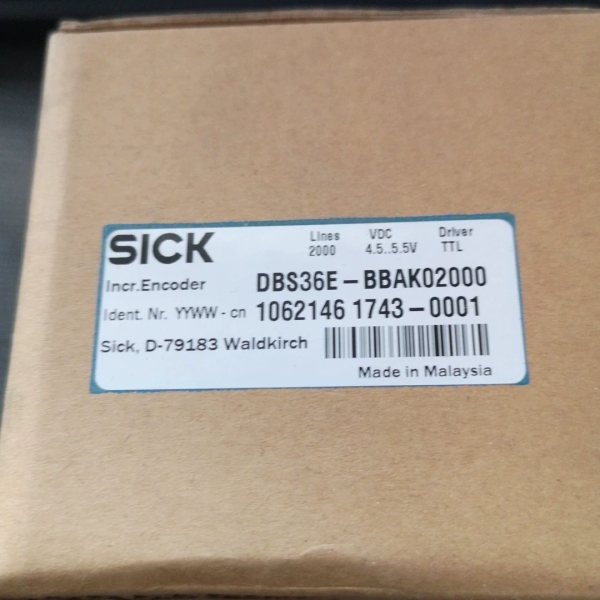 SICK
Lines VDC Driver
2000 4.5..5.5V TTL
Incr.Encoder DBS36E-BBAK02000
Ident. Nr. YYWW - cn 1062146 1743-0001
Sick, D-79183 Waldkirch
Made in Malaysia